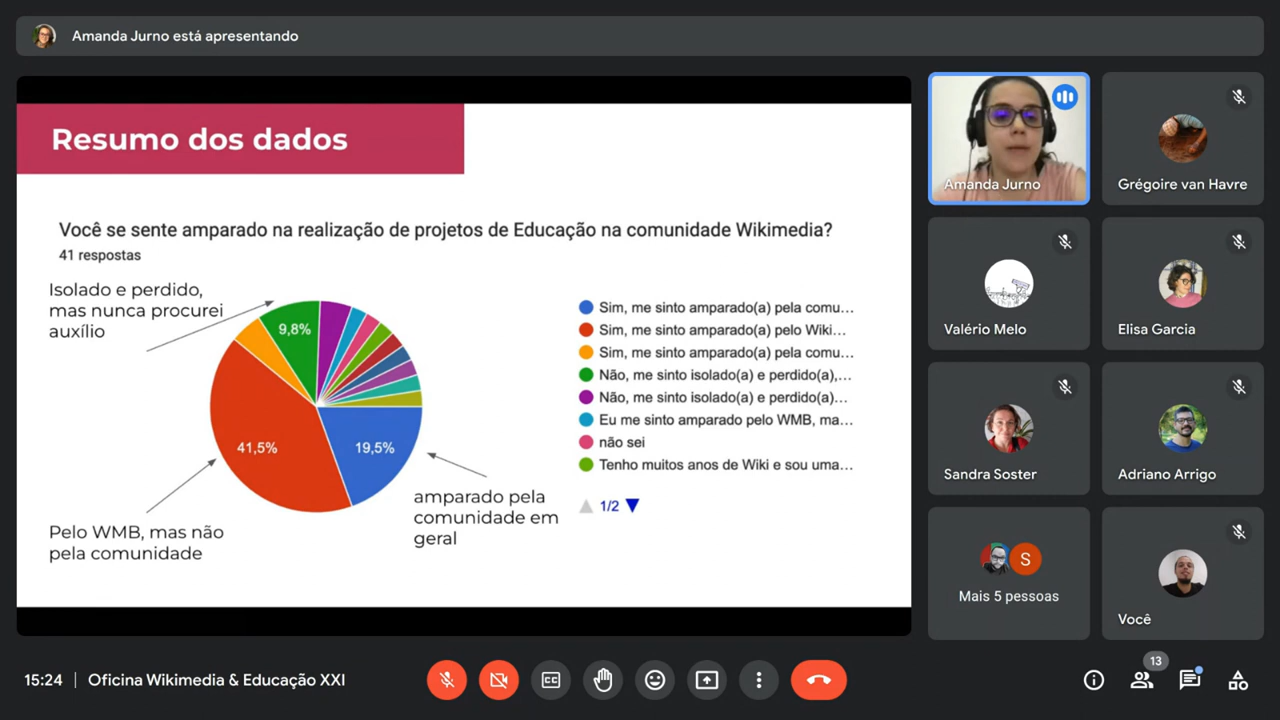 Amanda Jurno está apresentando
Resumo dos dados
Você se sente amparado na realização de projetos de Educação na comunidade Wikimedia?
41 respostas
Isolado e perdido,
mas nunca procurei
auxílio
9,8%
41,5%
19,5%
Pelo WMB, mas não
pela comunidade
amparado pela
comunidade em
geral
Sim, me sinto amparado(a) pela comu...
Sim, me sinto amparado(a) pelo Wiki...
Sim, me sinto amparado(a) pela comu...
Não, me sinto isolado(a) e perdido(a),...
Não, me sinto isolado(a) e perdido(a)...
Eu me sinto amparado pelo WMB, ma...
não sei
Tenho muitos anos de Wiki e sou uma...
1/2
Amanda Jurno
Grégoire van Havre
Valério Melo
Elisa Garcia
Sandra Soster
Adriano Arrigo
S
Mais 5 pessoas
Você
15:24 | Oficina Wikimedia & Educação XXI
CC
13